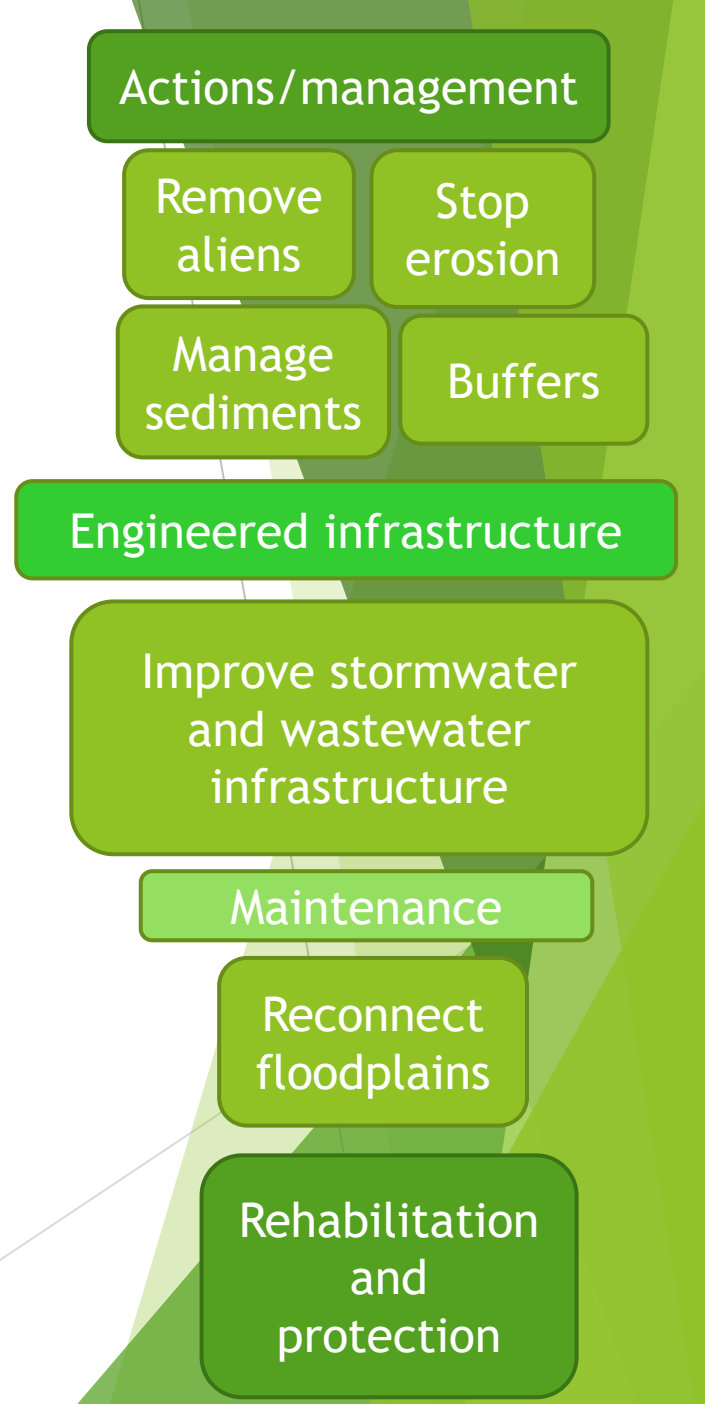 Actions/management
Remove
aliens
Stop
erosion
Manage
sediments
Buffers
Engineered infrastructure
Improve stormwater
and wastewater
infrastructure
Maintenance
Reconnect
floodplains
Rehabilitation
and
protection